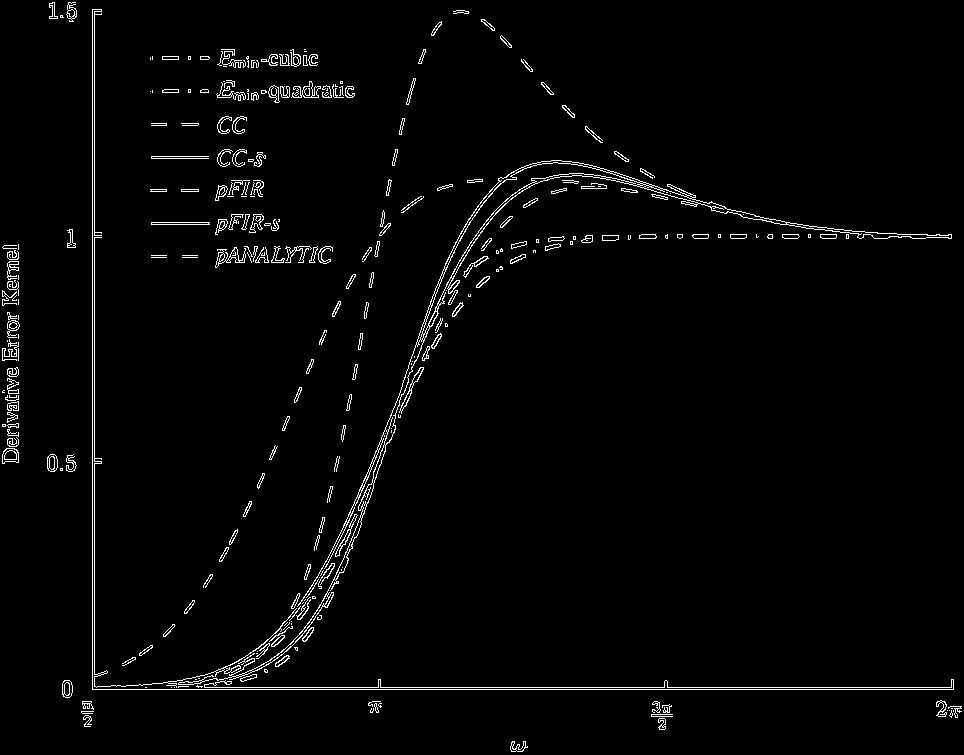 1.5
E_min-cubic
E_min-quadratic
CC
CC-s
pFIR
pFIR-s
pANALYTIC
1
Derivative Error Kernel
0.5
0
π/2
π
3π/2
2π
ω